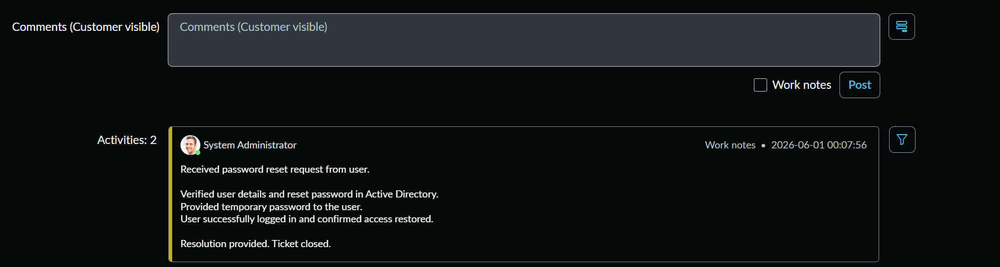 Comments (Customer visible)
Comments (Customer visible)
Work notes
Post
Activities: 2
System Administrator
Work notes • 2026-06-01 00:07:56
Received password reset request from user.
Verified user details and reset password in Active Directory.
Provided temporary password to the user.
User successfully logged in and confirmed access restored.
Resolution provided. Ticket closed.